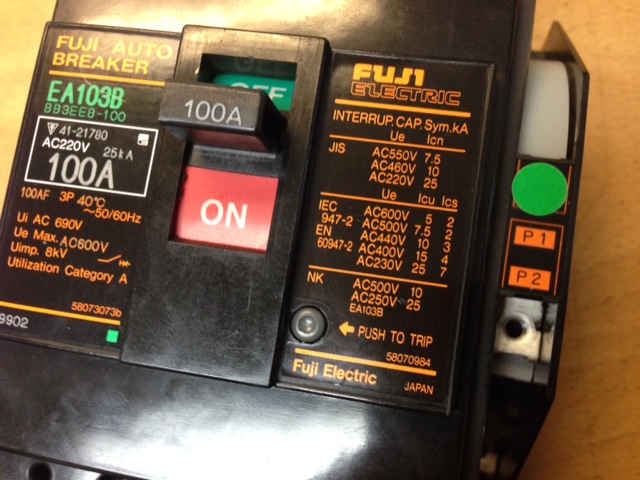 FUJI AUTO
BREAKER
EA103B
BB3EEB-100
41-21780
AC220V 25kA
100A
100AF 3P 40℃
~50/60Hz
Ui AC 690V
Ue Max. AC600V
Uimp. 8kV
Utilization Category A
58073073b
9902
OFF
100A
ON
FUJI
ELECTRIC
INTERRUP. CAP. Sym. kA
Ue Icn
JIS AC550V 7.5
AC460V 10
AC220V 25
Ue Icu Ics
IEC AC600V 5 2
947-2 AC500V 7.5 2
EN AC440V 10 3
60947-2 AC400V 15 4
AC230V 25 7
NK AC500V 10
AC250V 25
EA103B
PUSH TO TRIP
58070984
Fuji Electric
JAPAN
P1
P2